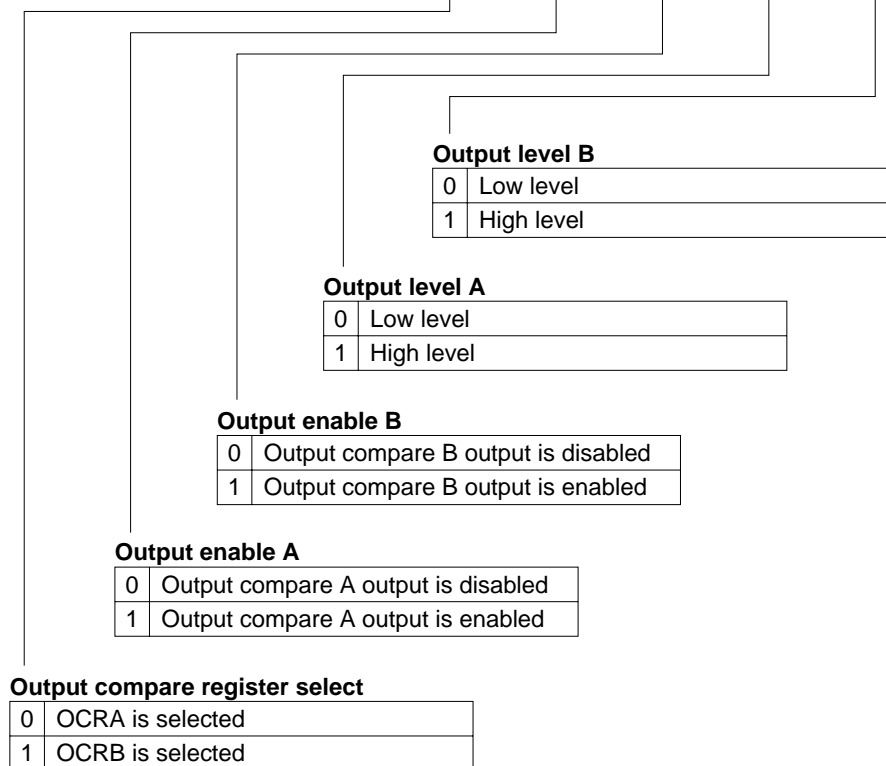 Output level B
0 Low level
1 High level
Output level A
0 Low level
1 High level
Output enable B
0 Output compare B output is disabled
1 Output compare B output is enabled
Output enable A
0 Output compare A output is disabled
1 Output compare A output is enabled
Output compare register select
0 OCRA is selected
1 OCRB is selected